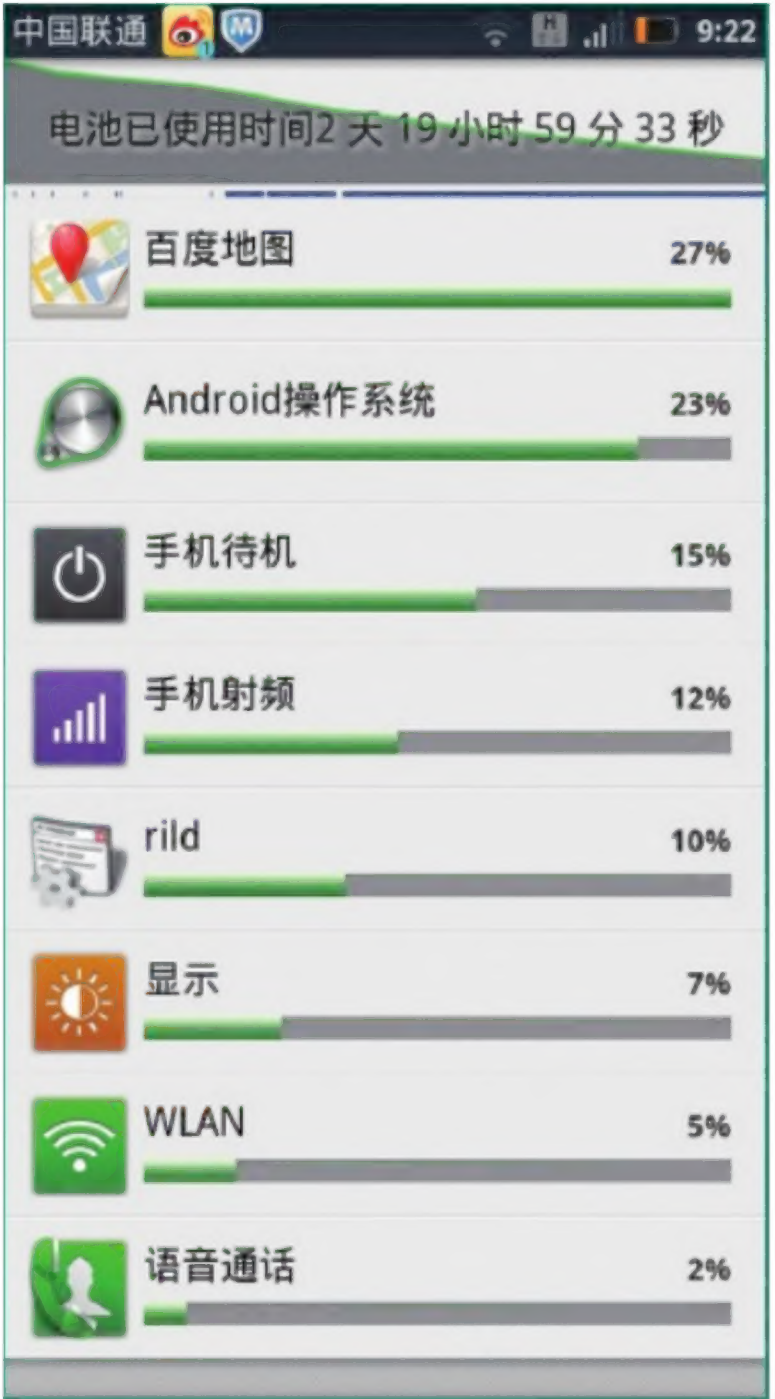 中国联通 1 M H 9:22
电池已使用时间2 天 19 小时 59 分 33 秒
百度地图 27%
Android操作系统 23%
手机待机 15%
手机射频 12%
rild 10%
显示 7%
WLAN 5%
语音通话 2%